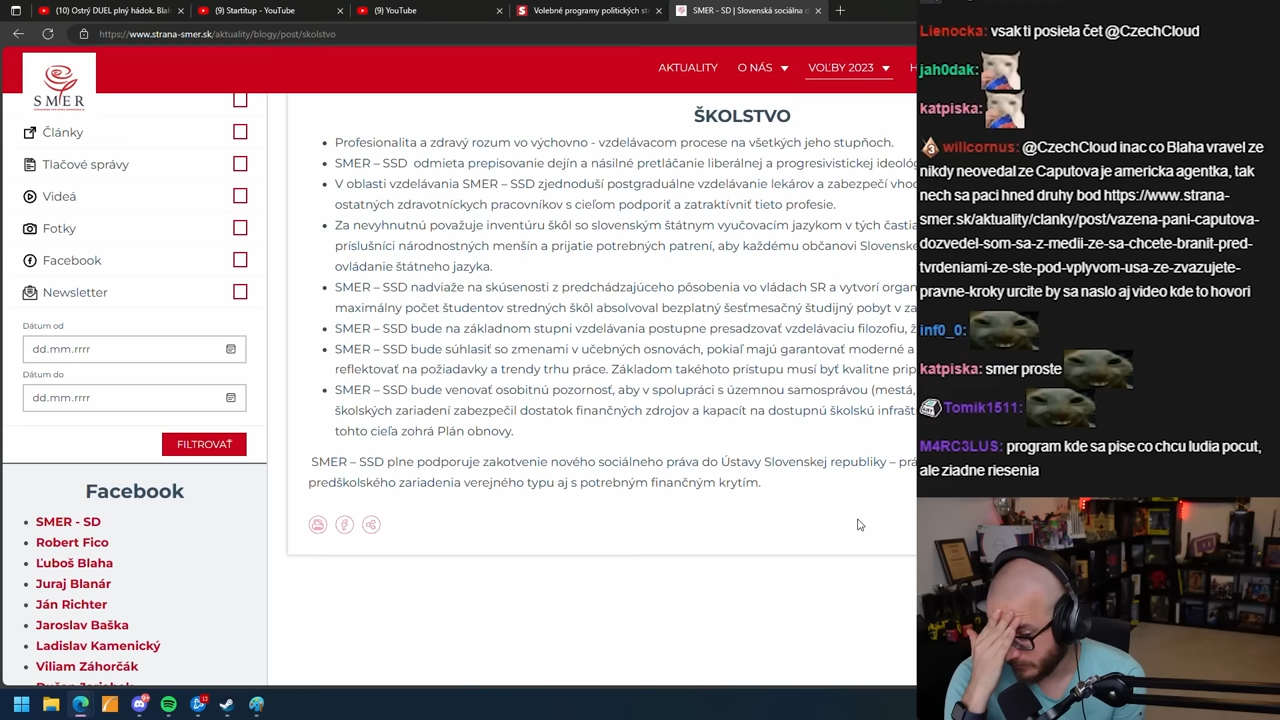 (10) Ostrý DUEL plný hádok. Blah
(9) Startitup - YouTube
(9) YouTube
Volebné programy politických st
SMER - SD | Slovenská sociálna d
https://www.strana-smer.sk/aktuality/blogy/post/skolstvo
SMER
AKTUALITY
O NÁS
VOĽBY 2023
H
Články
Tlačové správy
Videá
Fotky
Facebook
Newsletter
Dátum od
dd.mm.rrrr
Dátum do
dd.mm.rrrr
FILTROVAŤ
Facebook
SMER - SD
Robert Fico
Ľuboš Blaha
Juraj Blanár
Ján Richter
Jaroslav Baška
Ladislav Kamenický
Viliam Záhorčák
ŠKOLSTVO
Profesionalita a zdravý rozum vo výchovno - vzdelávacom procese na všetkých jeho stupňoch.
SMER – SSD odmieta prepisovanie dejín a násilné pretláčanie liberálnej a progresivistickej ideológ
V oblasti vzdelávania SMER – SSD zjednoduší postgraduálne vzdelávanie lekárov a zabezpečí vhod
ostatných zdravotníckych pracovníkov s cieľom podporiť a zatraktívniť tieto profesie.
Za nevyhnutnú považuje inventúru škôl so slovenským štátnym vyučovacím jazykom v tých častia
príslušníci národnostných menšín a prijatie potrebných patrení, aby každému občanovi Slovenske
ovládanie štátneho jazyka.
SMER – SSD nadviaže na skúsenosti z predchádzajúceho pôsobenia vo vládach SR a vytvorí organ
maximálny počet študentov stredných škôl absolvoval bezplatný šesťmesačný študijný pobyt v za
SMER – SSD bude na základnom stupni vzdelávania postupne presadzovať vzdelávaciu filozofiu, ž
SMER – SSD bude súhlasiť so zmenami v učebných osnovách, pokiaľ majú garantovať moderné a
reflektovať na požiadavky a trendy trhu práce. Základom takéhoto prístupu musí byť kvalitne prip
SMER – SSD bude venovať osobitnú pozornosť, aby v spolupráci s územnou samosprávou (mestá,
školských zariadení zabezpečil dostatok finančných zdrojov a kapacít na dostupnú školskú infrašt
tohto cieľa zohrá Plán obnovy.
SMER – SSD plne podporuje zakotvenie nového sociálneho práva do Ústavy Slovenskej republiky – prá
predškolského zariadenia verejného typu aj s potrebným finančným krytím.
Lienocka: vsak ti posiela čet @CzechCloud
jah0dak:
katpiska:
willcornus: @CzechCloud inac co Blaha vravel ze
nikdy neovedal ze Caputova je americka agentka, tak
nech sa paci hned druhy bod https://www.strana-
smer.sk/aktuality/clanky/post/vazena-pani-caputova-
dozvedel-som-sa-z-medii-ze-sa-chcete-branit-pred-
tvrdeniami-ze-ste-pod-vplyvom-usa-ze-zvazujete-
pravne-kroky urcite by sa naslo aj video kde to hovori
inf0_0:
katpiska: smer proste
Tomik1511:
M4RC3LUS: program kde sa pise co chcu ludia pocut,
ale ziadne riesenia